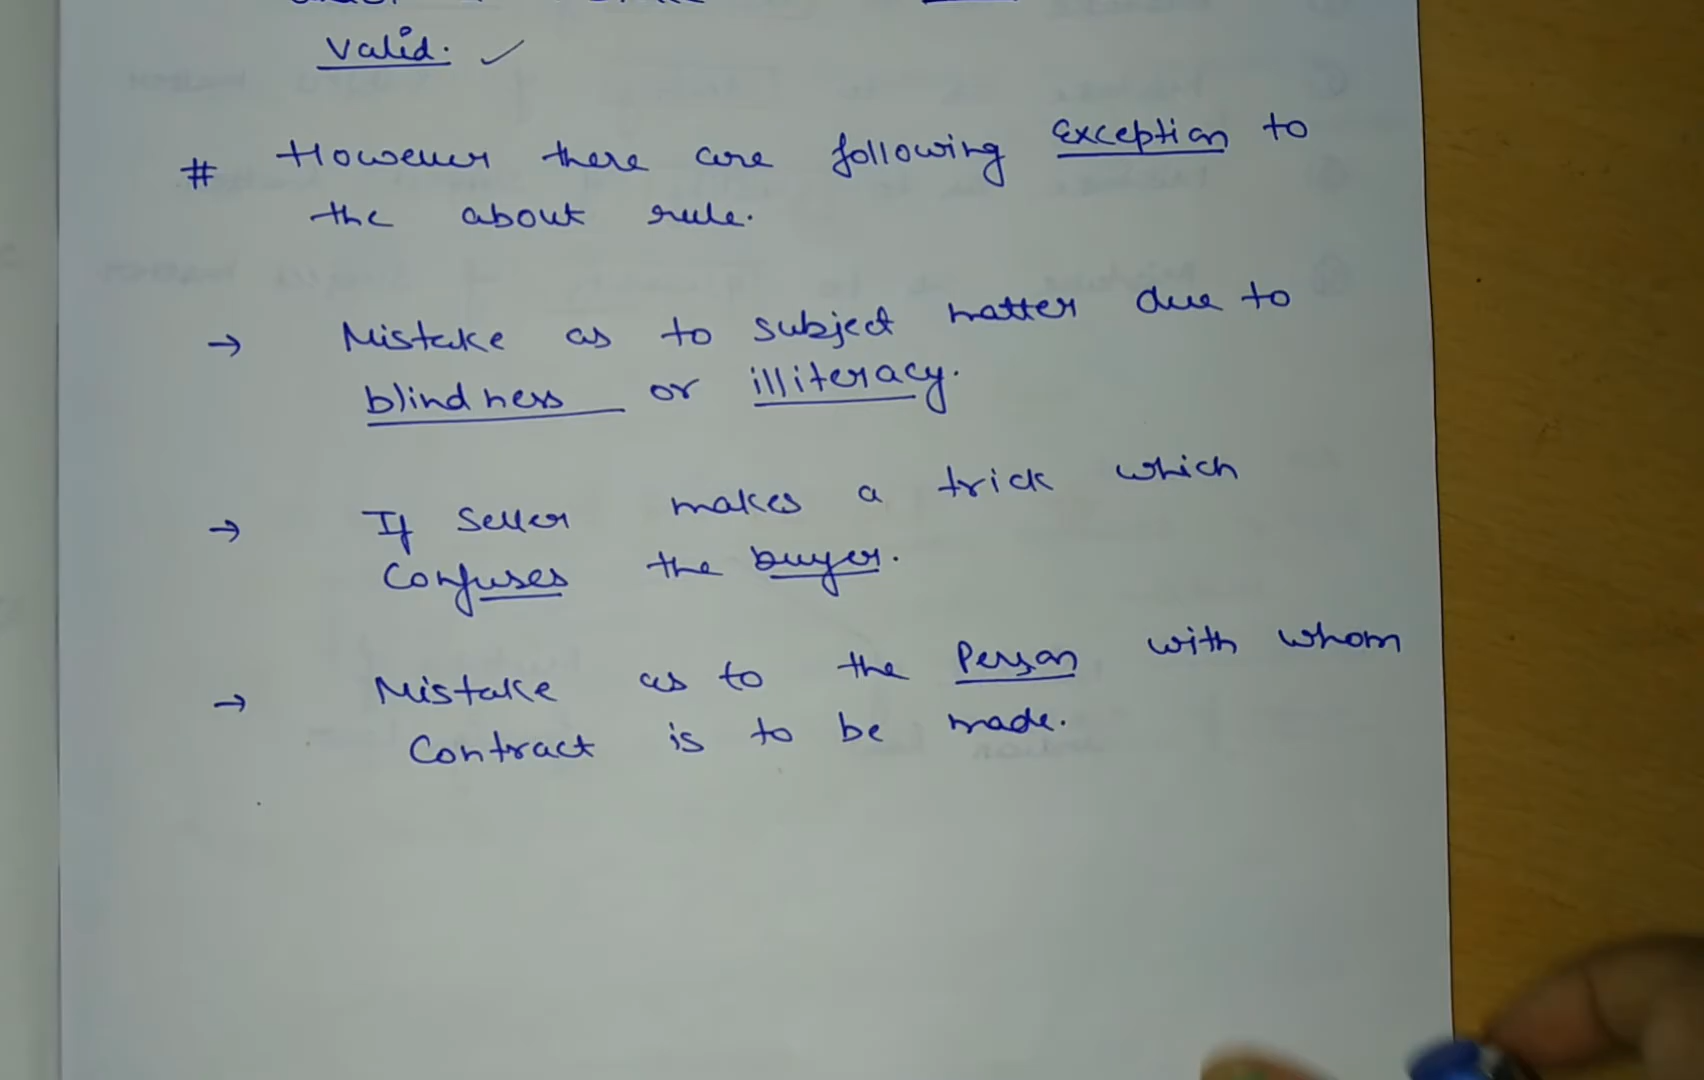 valid. ✓
# However there are following exception to
the about rule.
→ Mistake as to subject matter due to
blindness or illiteracy.
→ If seller makes a trick which
confuses the buyer.
→ Mistake as to the Person with whom
Contract is to be made.